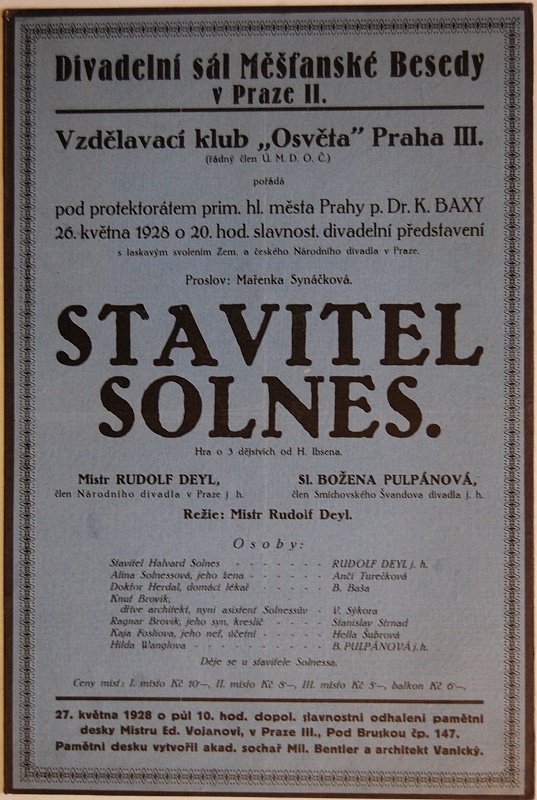 Divadelní sál Měšťanské Besedy
v Praze II.
Vzdělavací klub „Osvěta” Praha III.
(řádný člen Ú. M. D. O. Č.)
pořádá
pod protektorátem prim. hl. města Prahy p. Dr. K. BAXY
26. května 1928 o 20. hod. slavnost. divadelní představení
s laskavým svolením Zem. a českého Národního divadla v Praze.
Proslov: Mařenka Synáčková.
STAVITEL
SOLNES.
Hra o 3 dějstvích od H. Ibsena.
Mistr RUDOLF DEYL, Sl. BOŽENA PULPÁNOVÁ,
člen Národního divadla v Praze j. h. člen Smíchovského Švandova divadla j. h.
Režie: Mistr Rudolf Deyl.
Osoby:
Stavitel Halvard Solnes - - - - - - - RUDOLF DEYL j. h.
Alina Solnessová, jeho žena - - - - - - Anči Turečková
Doktor Herdal, domácí lékař - - - - - - B. Baša
Knut Brovik,
dříve architekt, nyní asistent Solnessův - V. Sýkora
Ragnar Brovik, jeho syn, kreslič - - - - Stanislav Strnad
Kaja Fosliova, jeho neť, účetní - - - - Hella Šubrová
Hilda Wanglova - - - - - - - B. PULPÁNOVÁ j. h.
Děje se u stavitele Solnessa.
Ceny míst: I. místo Kč 10·—, II. místo Kč 8·—, III. místo Kč 5·—, balkon Kč 6·—.
27. května 1928 o půl 10. hod. dopol. slavnostní odhalení pamětní
desky Mistru Ed. Vojanovi, v Praze III., Pod Bruskou čp. 147.
Pamětní desku vytvořil akad. sochař Mil. Bentler a architekt Vanický.